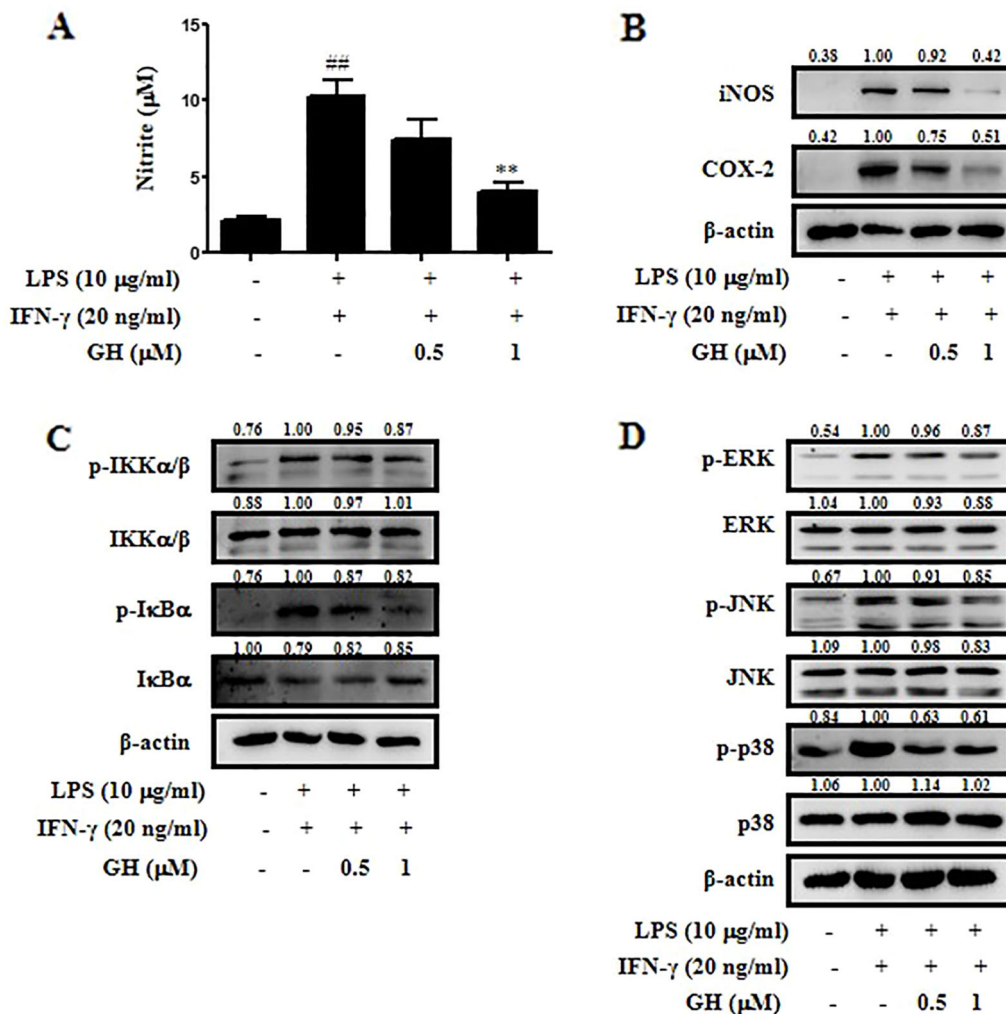 A
Nitrite (µM)
15
10
5
0
##
**
LPS (10 µg/ml) - + + +
IFN-γ (20 ng/ml) - + + +
GH (µM) - - 0.5 1
B
0.38 1.00 0.92 0.42
iNOS
0.42 1.00 0.75 0.51
COX-2
β-actin
LPS (10 µg/ml) - + + +
IFN-γ (20 ng/ml) - + + +
GH (µM) - - 0.5 1
C
0.76 1.00 0.95 0.87
p-IKKα/β
0.88 1.00 0.97 1.01
IKKα/β
0.76 1.00 0.87 0.82
p-IκBα
1.00 0.79 0.82 0.85
IκBα
β-actin
LPS (10 µg/ml) - + + +
IFN-γ (20 ng/ml) - + + +
GH (µM) - - 0.5 1
D
0.54 1.00 0.96 0.87
p-ERK
1.04 1.00 0.93 0.88
ERK
0.67 1.00 0.91 0.85
p-JNK
1.09 1.00 0.98 0.83
JNK
0.84 1.00 0.63 0.61
p-p38
1.06 1.00 1.14 1.02
p38
β-actin
LPS (10 µg/ml) - + + +
IFN-γ (20 ng/ml) - + + +
GH (µM) - - 0.5 1